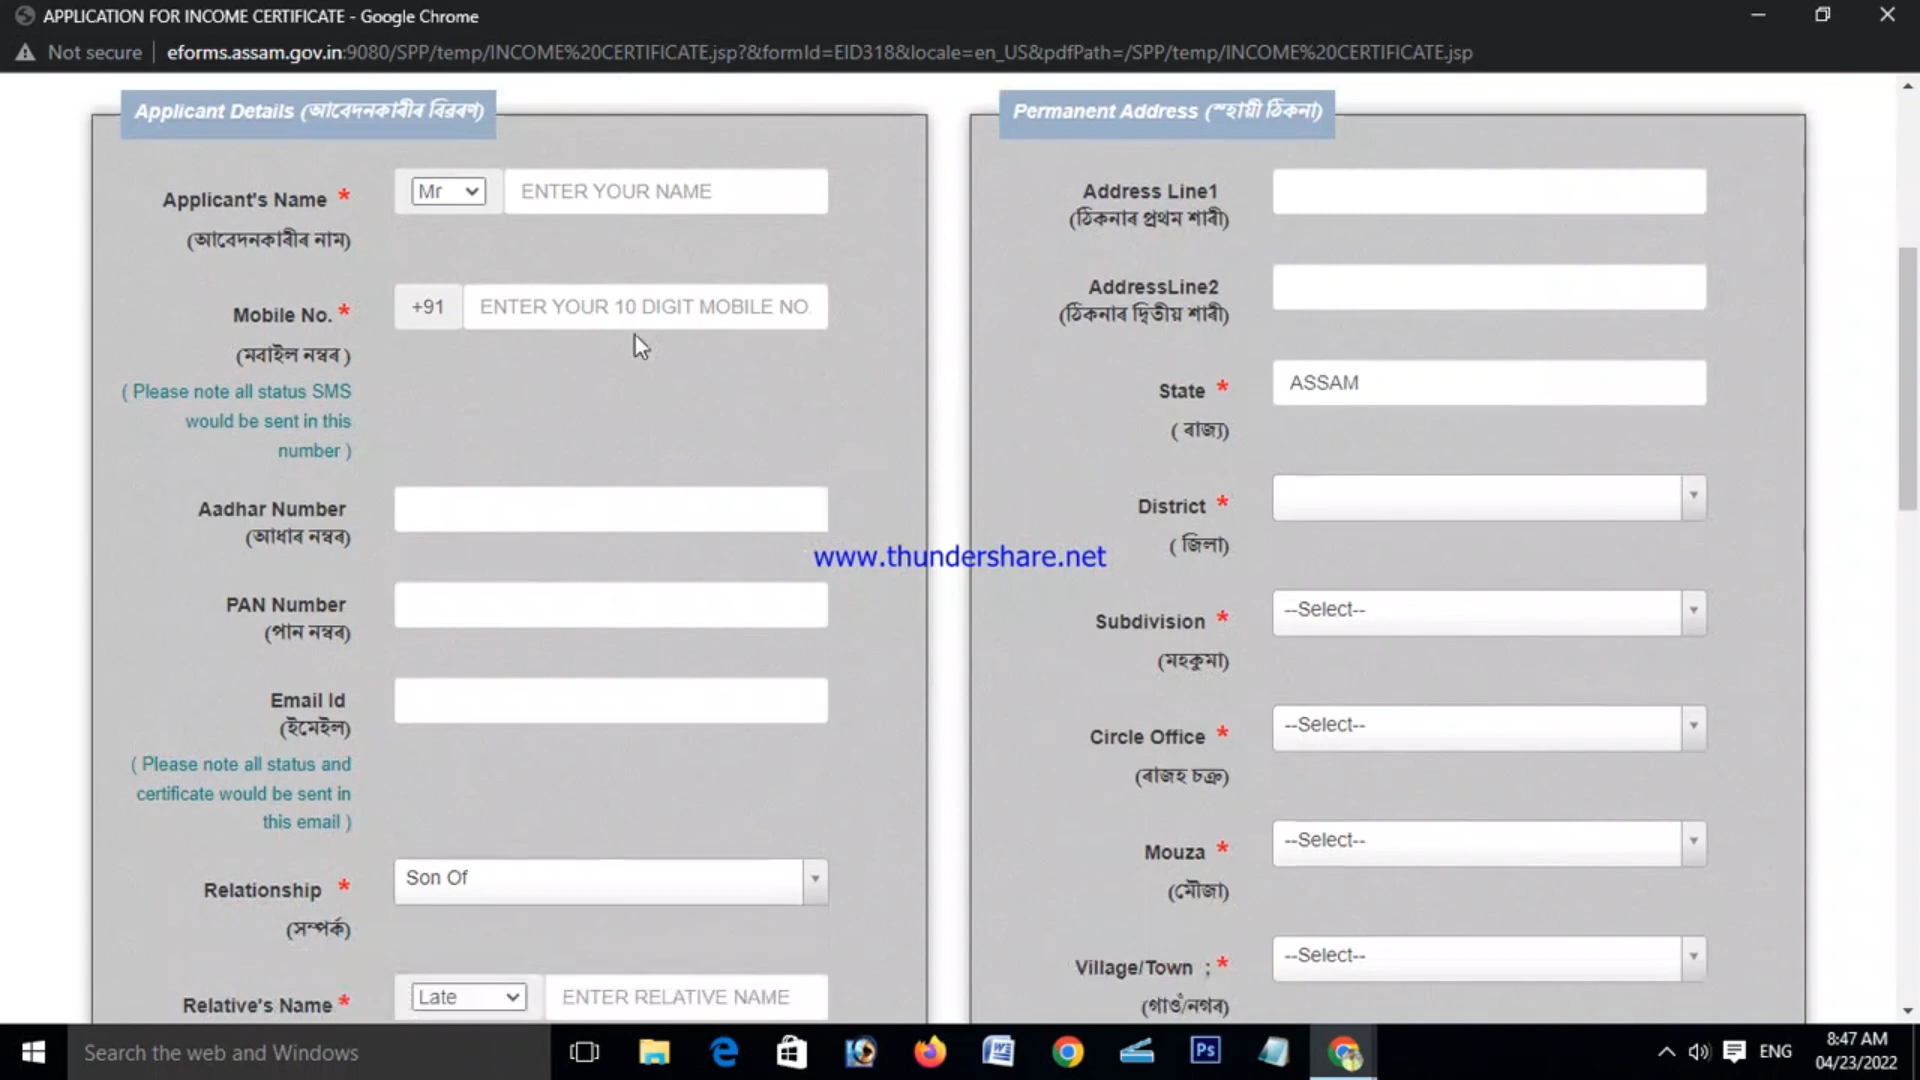 APPLICATION FOR INCOME CERTIFICATE - Google Chrome
Not secure
eforms.assam.gov.in:9080/SPP/temp/INCOME%20CERTIFICATE.jsp?&formId=EID318&locale=en_US&pdfPath=/SPP/temp/INCOME%20CERTIFICATE.jsp
Applicant Details (আবেদনকাৰীৰ বিৱৰণ)
Applicant's Name *
(আবেদনকাৰীৰ নাম)
Mr
ENTER YOUR NAME
Mobile No. *
(মবাইল নম্বৰ )
+91
ENTER YOUR 10 DIGIT MOBILE NO.
( Please note all status SMS
would be sent in this
number )
Aadhar Number
(আধাৰ নম্বৰ)
PAN Number
(পান নম্বৰ)
Email Id
(ইমেইল)
( Please note all status and
certificate would be sent in
this email )
Relationship *
(সম্পৰ্ক)
Son Of
Relative's Name *
Late
ENTER RELATIVE NAME
Permanent Address (স্হায়ী ঠিকনা)
Address Line1
(ঠিকনাৰ প্ৰথম শাৰী)
AddressLine2
(ঠিকনাৰ দ্বিতীয় শাৰী)
State *
( ৰাজ্য)
ASSAM
District *
( জিলা)
Subdivision *
(মহকুমা)
--Select--
Circle Office *
(ৰাজহ চক্ৰ)
--Select--
Mouza *
(মৌজা)
--Select--
Village/Town ; *
(গাওঁ/নগৰ)
--Select--
www.thundershare.net
Search the web and Windows
Ps
ENG
8:47 AM
04/23/2022